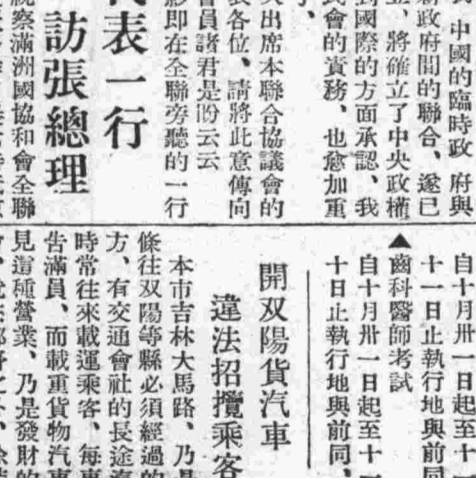 中國的臨時政府與
新政府間的聯合、遂已
立、將確立了中央政權
對國際的方面承認、我
民會的責務、也愈加重
大出席本聯合協議會的
表各位、請將此意傳向
會員諸君是盼云云
影即在全聯旁聽的一行
代表一行
訪張總理
視察滿洲國協和會全聯
自十月卅一日起至十一
十一日止執行地與前同
▲齒科醫師考試
自十月卅一日起至十一
十日止執行地與前同、
開双陽貨汽車
違法招攬乘客
本市吉林大馬路、乃是
條往双陽等縣必須經過的
方、有交通會社的長途汽
時常往來載運乘客、每車
告滿員、而載重貨物汽車
見這種營業、乃是發財的